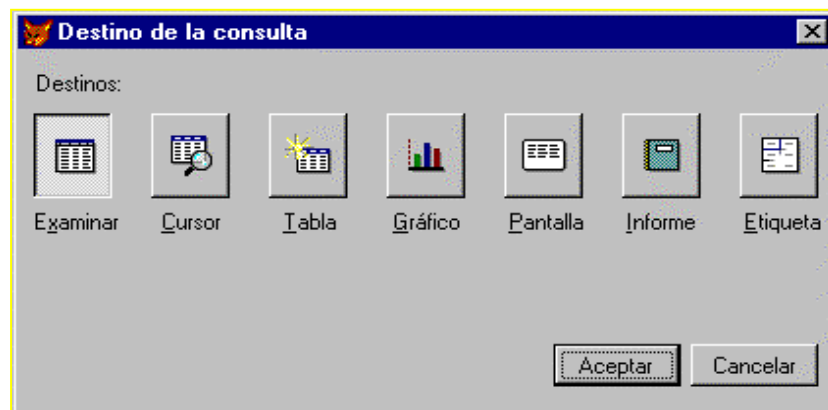 Destino de la consulta
Destinos:
Examinar Cursor Tabla Gráfico Pantalla Informe Etiqueta
Aceptar Cancelar